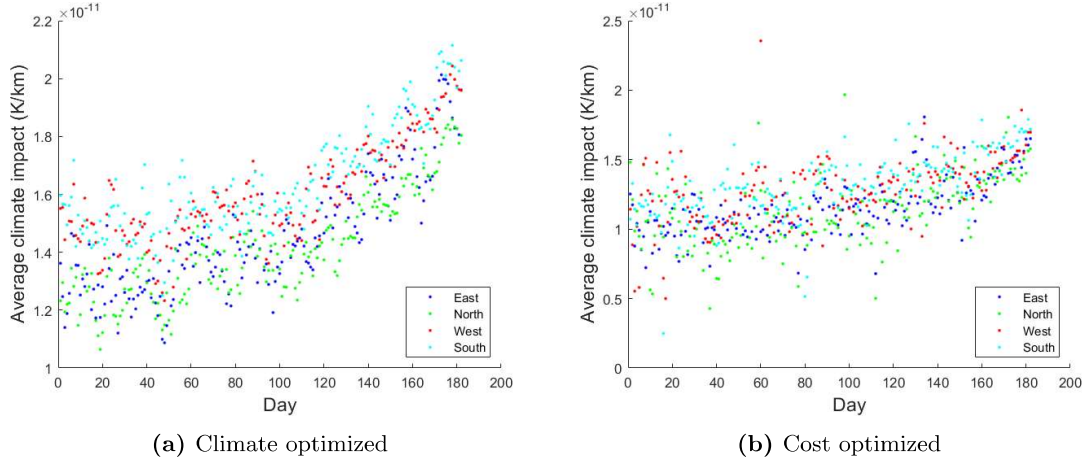 ×10⁻¹¹
2.2
2
1.8
1.6
1.4
1.2
1
Average climate impact (K/km)
0 20 40 60 80 100 120 140 160 180 200
Day
East
North
West
South
(a) Climate optimized
×10⁻¹¹
2.5
2
1.5
1
0.5
0
Average climate impact (K/km)
0 20 40 60 80 100 120 140 160 180 200
Day
East
North
West
South
(b) Cost optimized